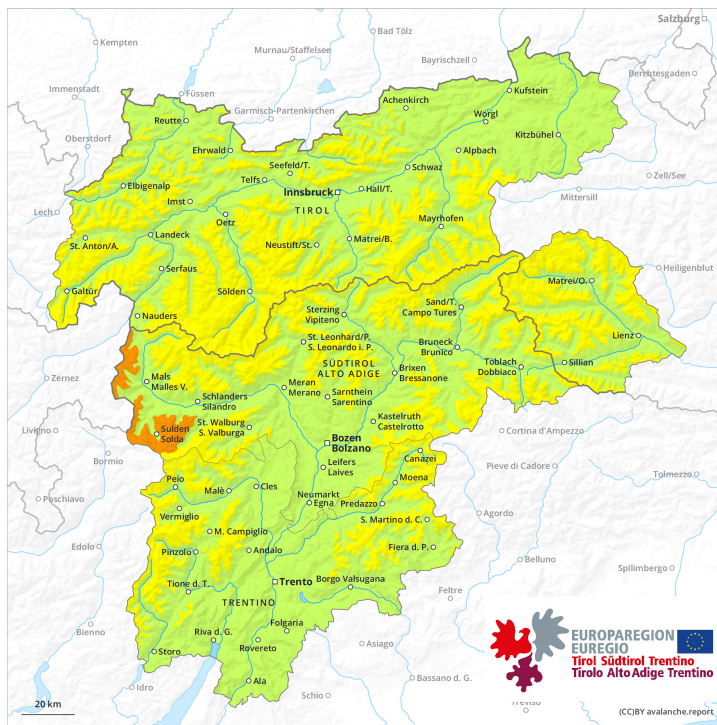 Salzburg
Bad Tölz
Kempten
Murnau/Staffelsee
Bayrischzell
Berchtesgaden
Immenstadt
Füssen
Garmisch-Partenkirchen
Achenkirch
Kufstein
Reutte
Wörgl
Kitzbühel
Oberstdorf
Ehrwald
Seefeld/T.
Alpbach
Schwaz
Zell/See
Telfs
Elbigenalp
Innsbruck
Hall/T.
Mittersill
Lech
Imst
TIROL
Oetz
Mayrhofen
St. Anton/A.
Landeck
Neustift/St.
Matrei/B.
Heiligenblut
Serfaus
Matrei/O.
Galtür
Sölden
Sand/T.
Campo Tures
Nauders
Sterzing
Vipiteno
Lienz
St. Leonhard/P.
S. Leonardo i. P.
Bruneck
Brunico
Toblach
Dobbiaco
Sillian
SÜDTIROL
ALTO ADIGE
Brixen
Bressanone
Zernez
Mals
Malles V.
Meran
Merano
Schlanders
Silandro
Sarnthein
Sarentino
Livigno
St. Walburg
S. Valburga
Kastelruth
Castelrotto
Sulden
Solda
Cortina d'Ampezzo
Bozen
Bolzano
Bormio
Canazei
Pieve di Cadore
Leifers
Laives
Peio
Moena
Tolmezzo
Malè
Cles
Poschiavo
Neumarkt
Egna
Predazzo
Vermiglio
Agordo
S. Martino d. C.
M. Campiglio
Edolo
Pinzolo
Andalo
Fiera d. P.
Belluno
Spilimbergo
Tione d. T.
Trento
Borgo Valsugana
Feltre
TRENTINO
Folgaria
Bienno
Riva d. G.
Rovereto
Asiago
Storo
Ala
Bassano d. G.
Idro
Schio
Treviso
EUROPAREGION
EUREGIO
Tirol Südtirol Trentino
Tirolo Alto Adige Trentino
20 km
(CC)BY avalanche.report